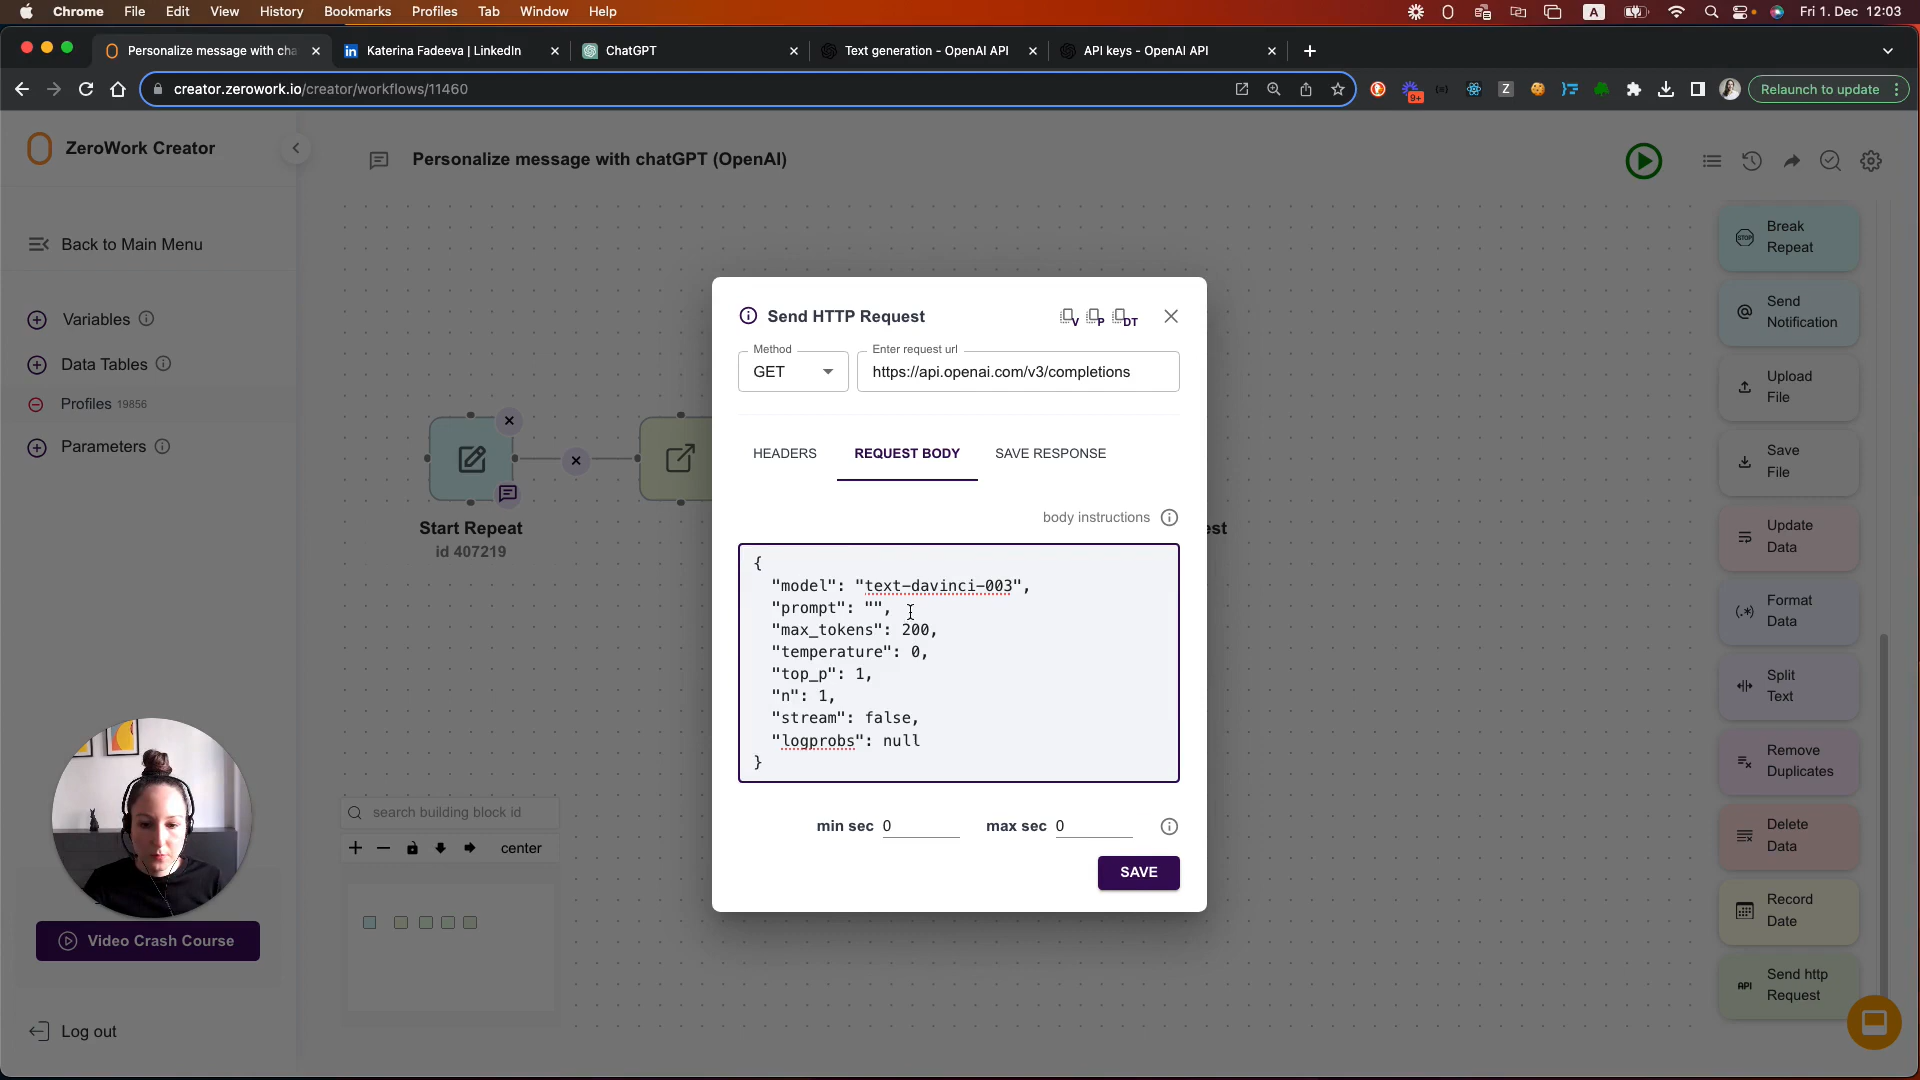 Chrome File Edit View History Bookmarks Profiles Tab Window Help
A
Fri 1. Dec 12:03
Personalize message with cha
Katerina Fadeeva | LinkedIn
ChatGPT
Text generation - OpenAI API
API keys - OpenAI API
creator.zerowork.io/creator/workflows/11460
9+
Z
Relaunch to update
ZeroWork Creator
Personalize message with chatGPT (OpenAI)
Back to Main Menu
Variables
Data Tables
Profiles 19856
Parameters
Start Repeat
id 407219
search building block id
center
Video Crash Course
Log out
Send HTTP Request
V
P
DT
Method
GET
Enter request url
https://api.openai.com/v3/completions
HEADERS
REQUEST BODY
SAVE RESPONSE
body instructions
{
"model": "text-davinci-003",
"prompt": "",
"max_tokens": 200,
"temperature": 0,
"top_p": 1,
"n": 1,
"stream": false,
"logprobs": null
}
min sec 0
max sec 0
SAVE
est
STOP
Break
Repeat
Send
Notification
Upload
File
Save
File
Update
Data
Format
Data
Split
Text
Remove
Duplicates
Delete
Data
Record
Date
API
Send http
Request